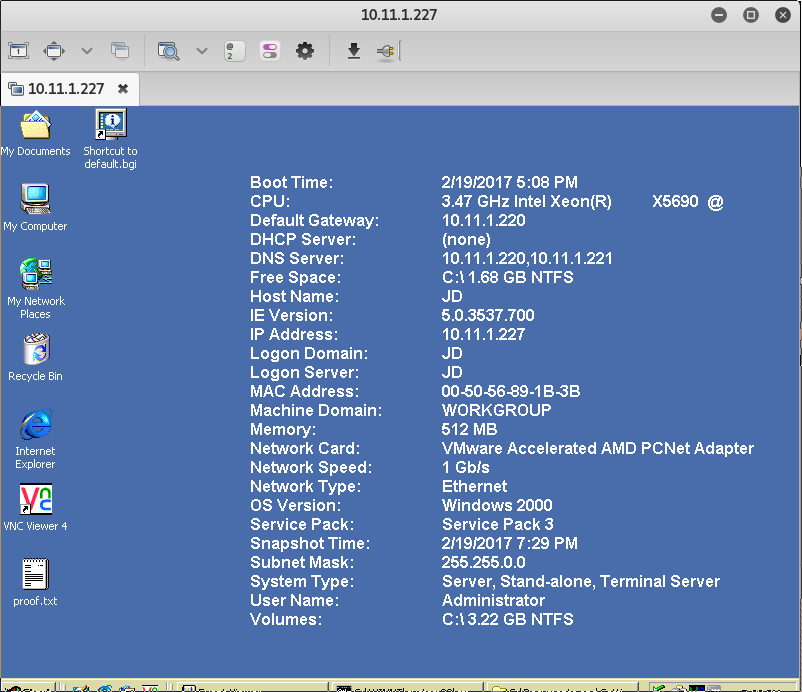 10.11.1.227
1
@
2
10.11.1.227
My Documents
Shortcut to
default.bgi
My Computer
My Network
Places
Recycle Bin
Internet
Explorer
VNC Viewer 4
proof.txt
Boot Time: 2/19/2017 5:08 PM
CPU: 3.47 GHz Intel Xeon(R) X5690 @
Default Gateway: 10.11.1.220
DHCP Server: (none)
DNS Server: 10.11.1.220,10.11.1.221
Free Space: C:\ 1.68 GB NTFS
Host Name: JD
IE Version: 5.0.3537.700
IP Address: 10.11.1.227
Logon Domain: JD
Logon Server: JD
MAC Address: 00-50-56-89-1B-3B
Machine Domain: WORKGROUP
Memory: 512 MB
Network Card: VMware Accelerated AMD PCNet Adapter
Network Speed: 1 Gb/s
Network Type: Ethernet
OS Version: Windows 2000
Service Pack: Service Pack 3
Snapshot Time: 2/19/2017 7:29 PM
Subnet Mask: 255.255.0.0
System Type: Server, Stand-alone, Terminal Server
User Name: Administrator
Volumes: C:\ 3.22 GB NTFS